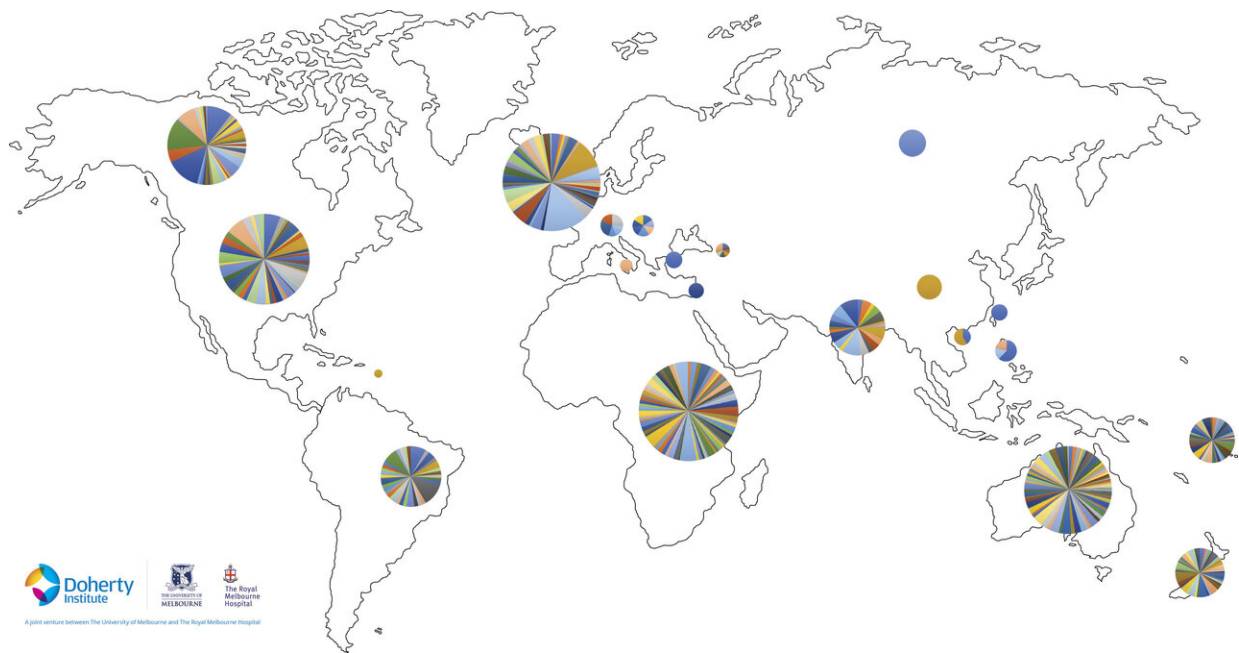 Doherty
Institute
THE UNIVERSITY OF
MELBOURNE
The Royal
Melbourne
Hospital
A joint venture between The University of Melbourne and The Royal Melbourne Hospital